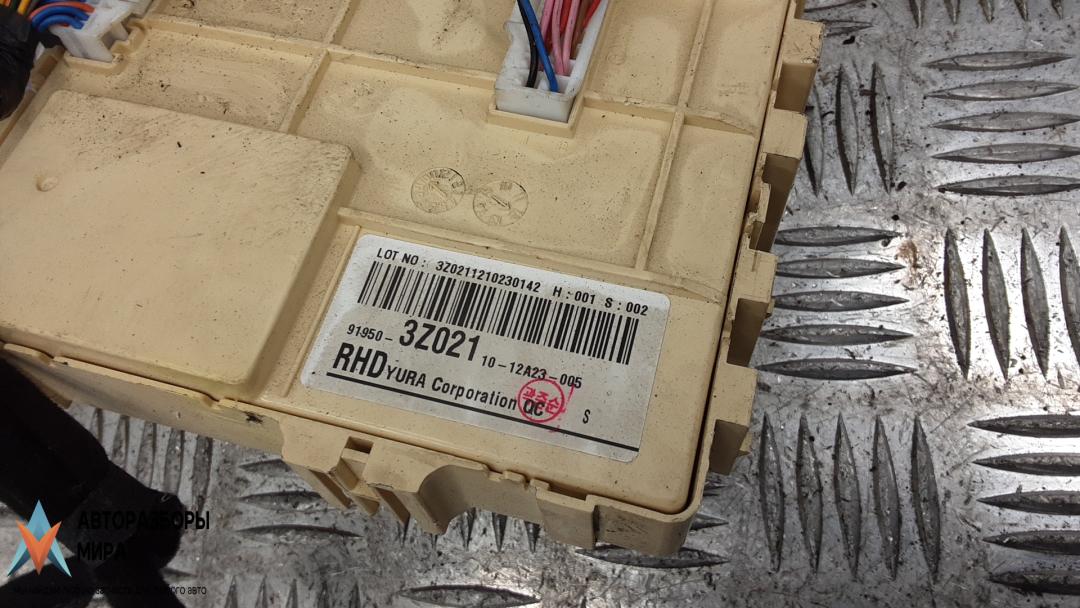 LOT NO : 3Z0211210230142 H : 001 S : 002
91950- 3Z021 10-12A23-005
RHD YURA Corporation QC S
АВТОРАЗБОРЫ
МИРА